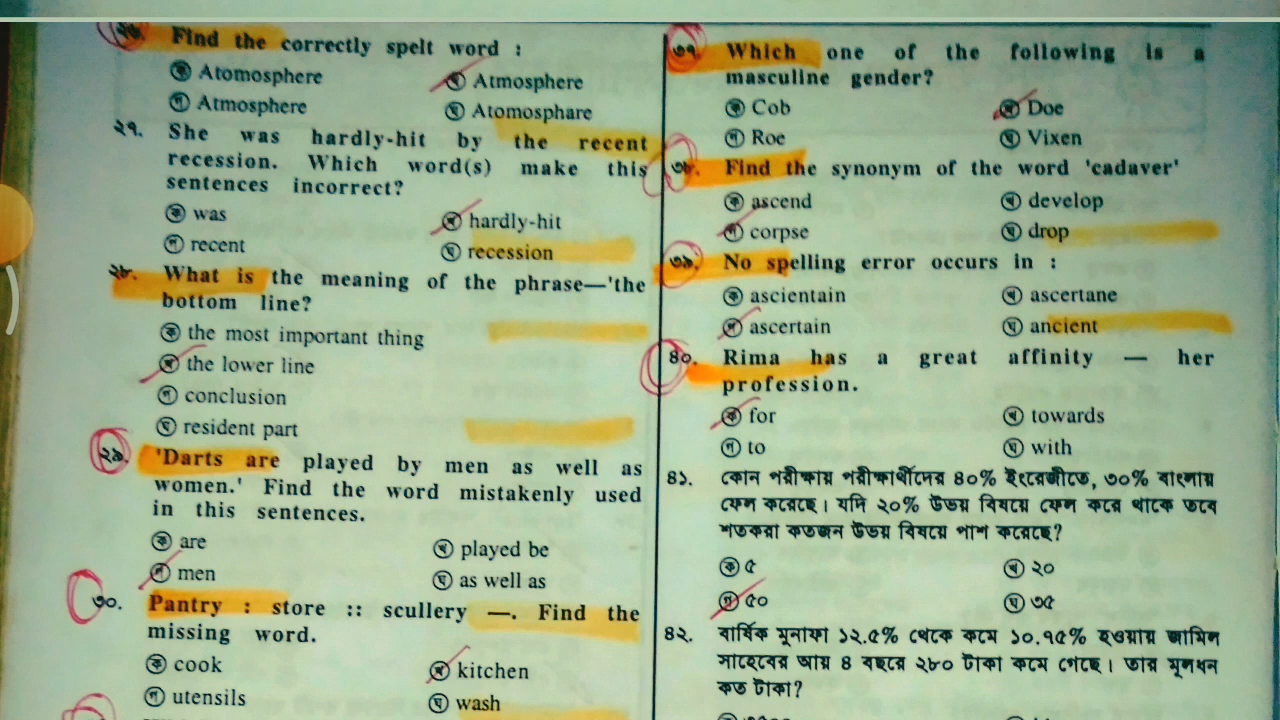 ২৬. Find the correctly spelt word :
ক Atomosphere খ Atmosphere
গ Atmosphere ঘ Atomosphare
২৭. She was hardly-hit by the recent
recession. Which word(s) make this
sentences incorrect?
ক was খ hardly-hit
গ recent ঘ recession
২৮. What is the meaning of the phrase—'the
bottom line?
ক the most important thing
খ the lower line
গ conclusion
ঘ resident part
২৯. 'Darts are played by men as well as
women.' Find the word mistakenly used
in this sentences.
ক are খ played be
গ men ঘ as well as
৩০. Pantry : store :: scullery —. Find the
missing word.
ক cook খ kitchen
গ utensils ঘ wash
৩৭. Which one of the following is a
masculine gender?
ক Cob খ Doe
গ Roe ঘ Vixen
৩৮. Find the synonym of the word 'cadaver'
ক ascend খ develop
গ corpse ঘ drop
৩৯. No spelling error occurs in :
ক ascientain খ ascertane
গ ascertain ঘ ancient
৪০. Rima has a great affinity — her
profession.
ক for খ towards
গ to ঘ with
৪১. কোন পরীক্ষায় পরীক্ষার্থীদের ৪০% ইংরেজীতে, ৩০% বাংলায়
ফেল করেছে। যদি ২০% উভয় বিষয়ে ফেল করে থাকে তবে
শতকরা কতজন উভয় বিষয়ে পাশ করেছে?
ক ৫ খ ২০
গ ৫০ ঘ ৩৫
৪২. বার্ষিক মূনাফা ১২.৫% থেকে কমে ১০.৭৫% হওয়ায় জামিল
সাহেবের আয় ৪ বছরে ২৮০ টাকা কমে গেছে। তার মূলধন
কত টাকা?